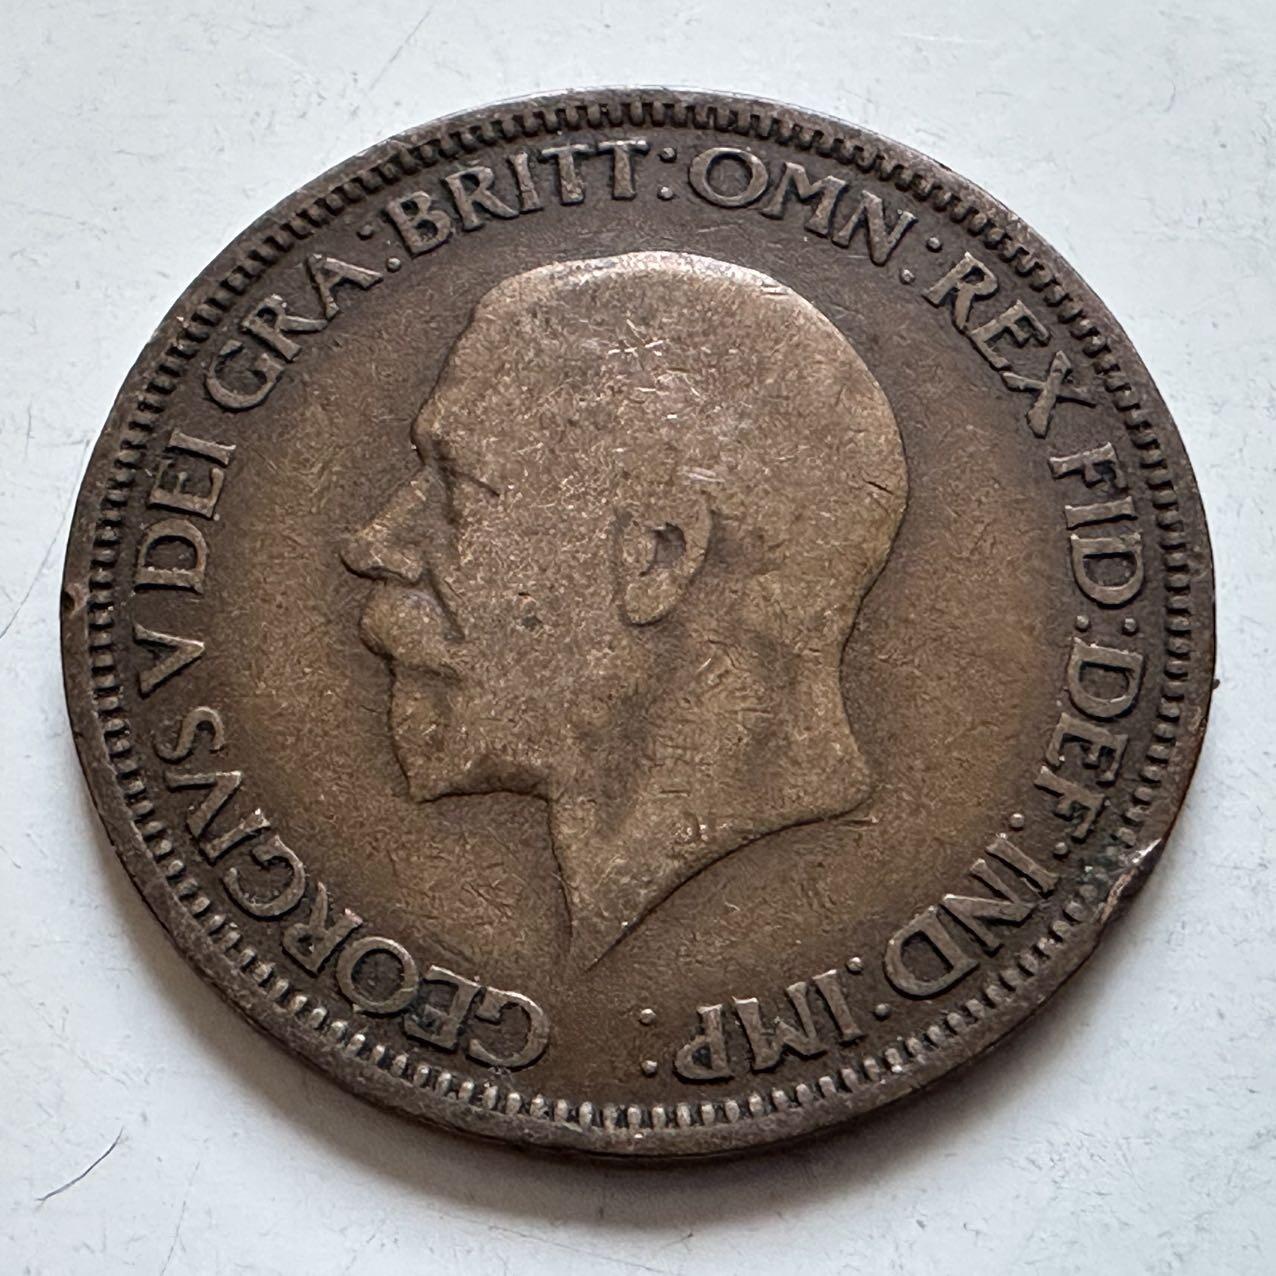 GEORGIVS V DEI GRA:BRITT:OMN:REX FID:DEF:IND:IMP: